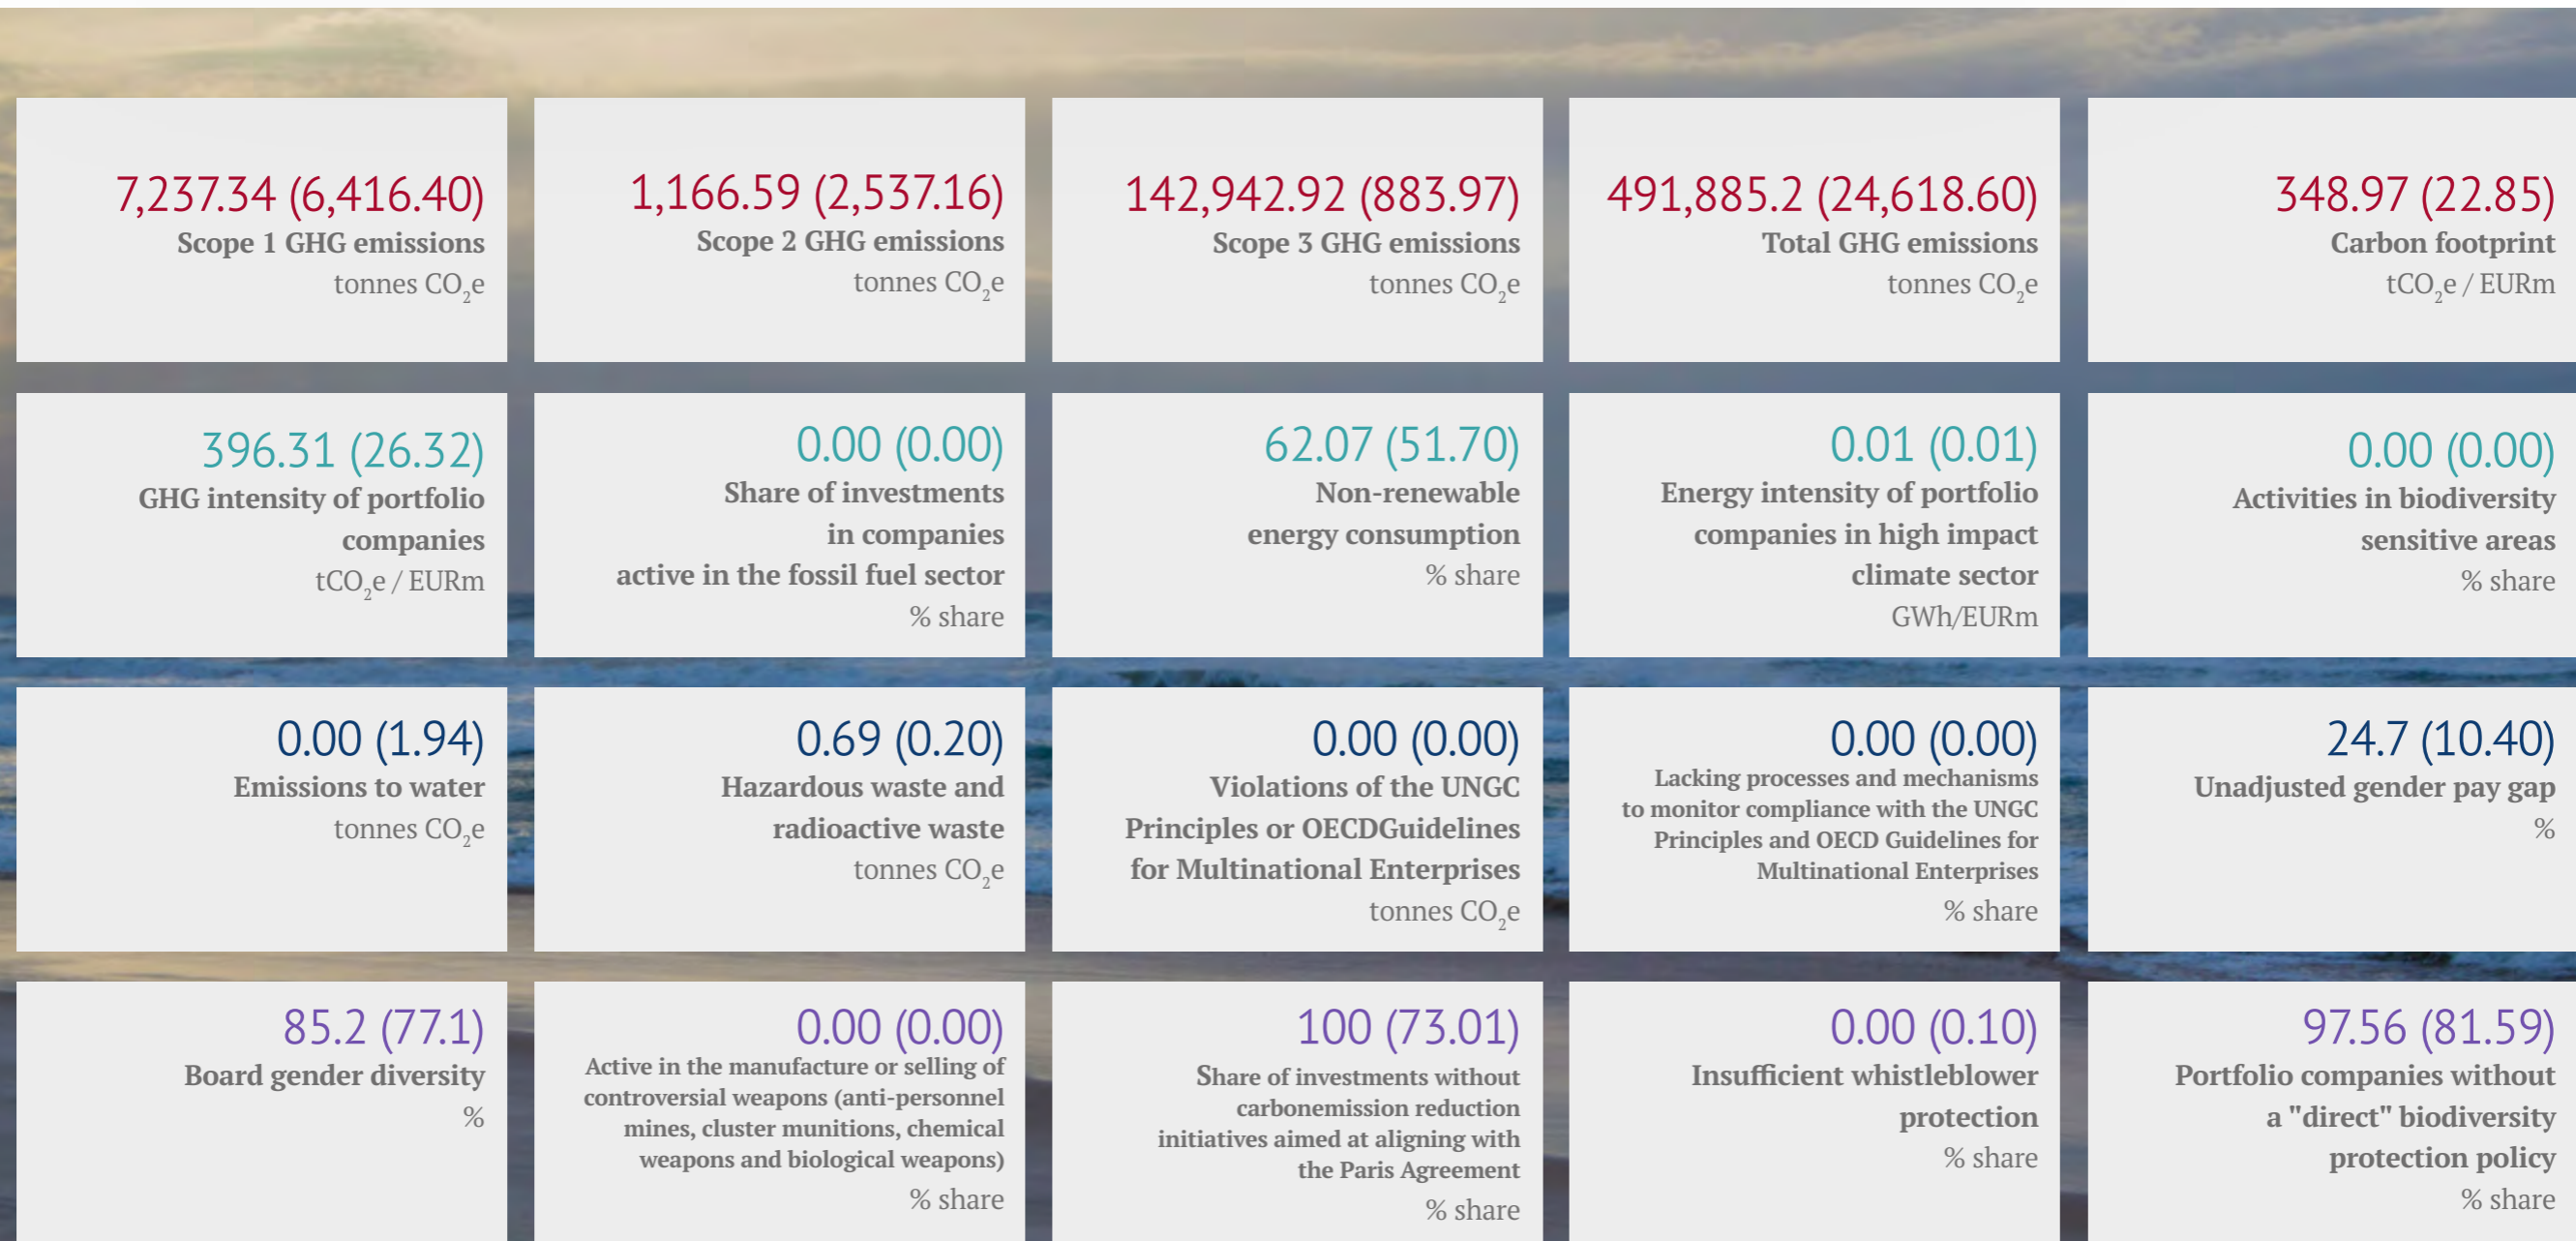 7,237.34 (6,416.40)
Scope 1 GHG emissions
tonnes CO₂e
1,166.59 (2,537.16)
Scope 2 GHG emissions
tonnes CO₂e
142,942.92 (883.97)
Scope 3 GHG emissions
tonnes CO₂e
491,885.2 (24,618.60)
Total GHG emissions
tonnes CO₂e
348.97 (22.85)
Carbon footprint
tCO₂e / EURm
396.31 (26.32)
GHG intensity of portfolio
companies
tCO₂e / EURm
0.00 (0.00)
Share of investments
in companies
active in the fossil fuel sector
% share
62.07 (51.70)
Non-renewable
energy consumption
% share
0.01 (0.01)
Energy intensity of portfolio
companies in high impact
climate sector
GWh/EURm
0.00 (0.00)
Activities in biodiversity
sensitive areas
% share
0.00 (1.94)
Emissions to water
tonnes CO₂e
0.69 (0.20)
Hazardous waste and
radioactive waste
tonnes CO₂e
0.00 (0.00)
Violations of the UNGC
Principles or OECDGuidelines
for Multinational Enterprises
tonnes CO₂e
0.00 (0.00)
Lacking processes and mechanisms
to monitor compliance with the UNGC
Principles and OECD Guidelines for
Multinational Enterprises
% share
24.7 (10.40)
Unadjusted gender pay gap
%
85.2 (77.1)
Board gender diversity
%
0.00 (0.00)
Active in the manufacture or selling of
controversial weapons (anti-personnel
mines, cluster munitions, chemical
weapons and biological weapons)
% share
100 (73.01)
Share of investments without
carbonemission reduction
initiatives aimed at aligning with
the Paris Agreement
% share
0.00 (0.10)
Insufficient whistleblower
protection
% share
97.56 (81.59)
Portfolio companies without
a "direct" biodiversity
protection policy
% share